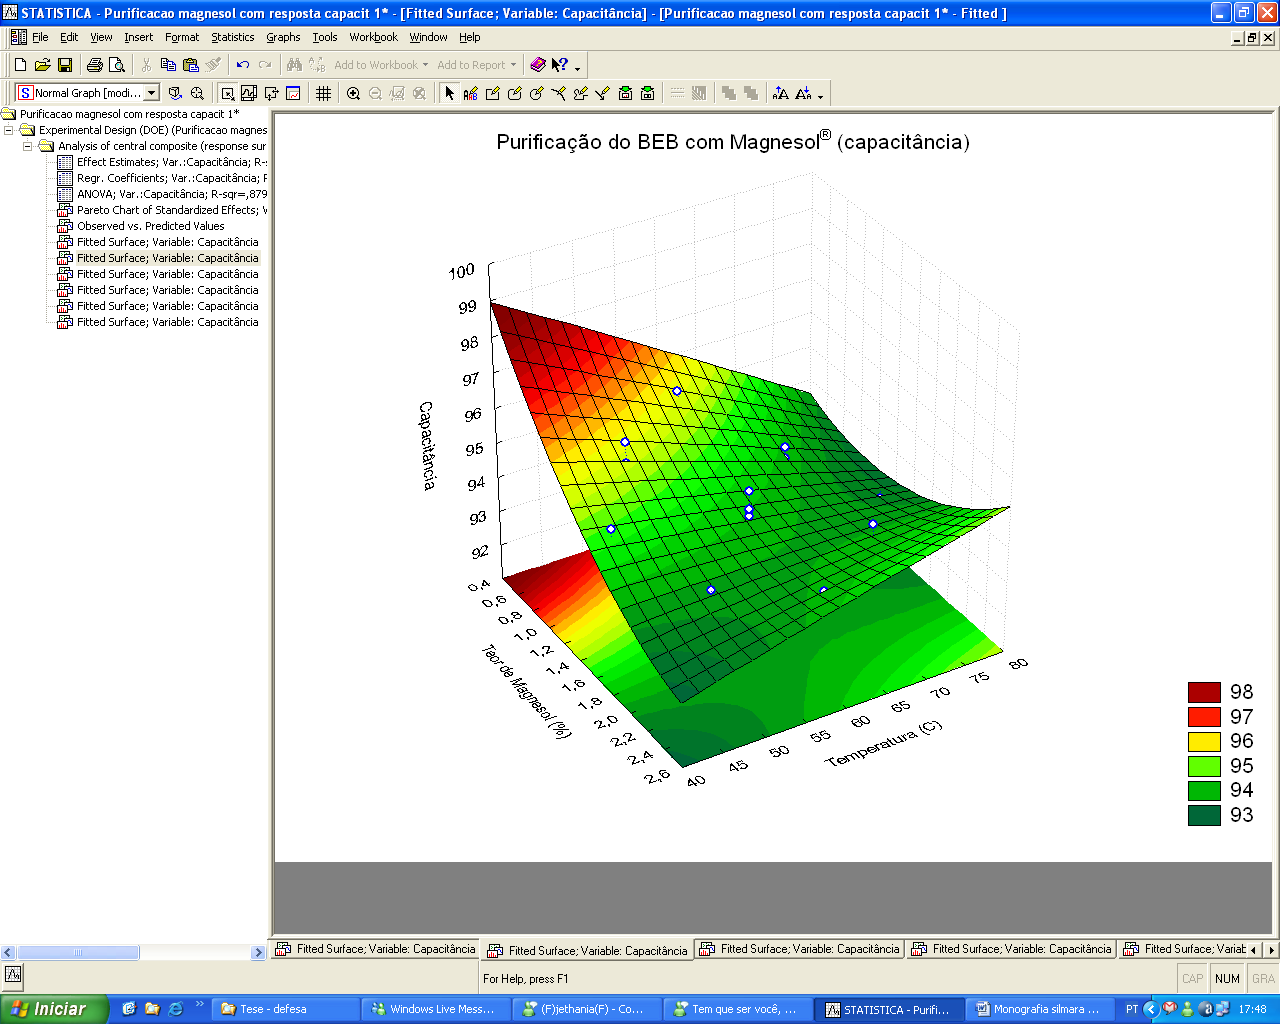 STATISTICA - Purificacao magnesol com resposta capacit 1* - [Fitted Surface; Variable: Capacitância] - [Purificacao magnesol com resposta capacit 1* - Fitted ]
File Edit View Insert Format Statistics Graphs Tools Workbook Window Help
Add to Workbook Add to Report
Normal Graph [modi...
Purificacao magnesol com resposta capacit 1*
Experimental Design (DOE) (Purificacao magnes
Analysis of central composite (response sur
Effect Estimates; Var.:Capacitância; R-s
Regr. Coefficients; Var.:Capacitância; F
ANOVA; Var.:Capacitância; R-sqr=,879
Pareto Chart of Standardized Effects; V
Observed vs. Predicted Values
Fitted Surface; Variable: Capacitância
Fitted Surface; Variable: Capacitância
Fitted Surface; Variable: Capacitância
Fitted Surface; Variable: Capacitância
Fitted Surface; Variable: Capacitância
Fitted Surface; Variable: Capacitância
Purificação do BEB com Magnesol® (capacitância)
100
99
98
97
96
95
94
93
92
Capacitância
0,4
0,6
0,8
1,0
1,2
1,4
1,6
1,8
2,0
2,2
2,4
2,6
Teor de Magnesol (%)
40
45
50
55
60
65
70
75
80
Temperatura (C)
98
97
96
95
94
93
Fitted Surface; Variable: Capacitância Fitted Surface; Variable: Capacitância Fitted Surface; Variable: Capacitância Fitted Surface; Variable: Capacitância Fitted Surface; Variab
For Help, press F1 CAP NUM GRA
Iniciar Tese - defesa Windows Live Mess... (F)jethania(F) - Co... Tem que ser você, ... STATISTICA - Purifi... Monografia silmara ... PT 17:48